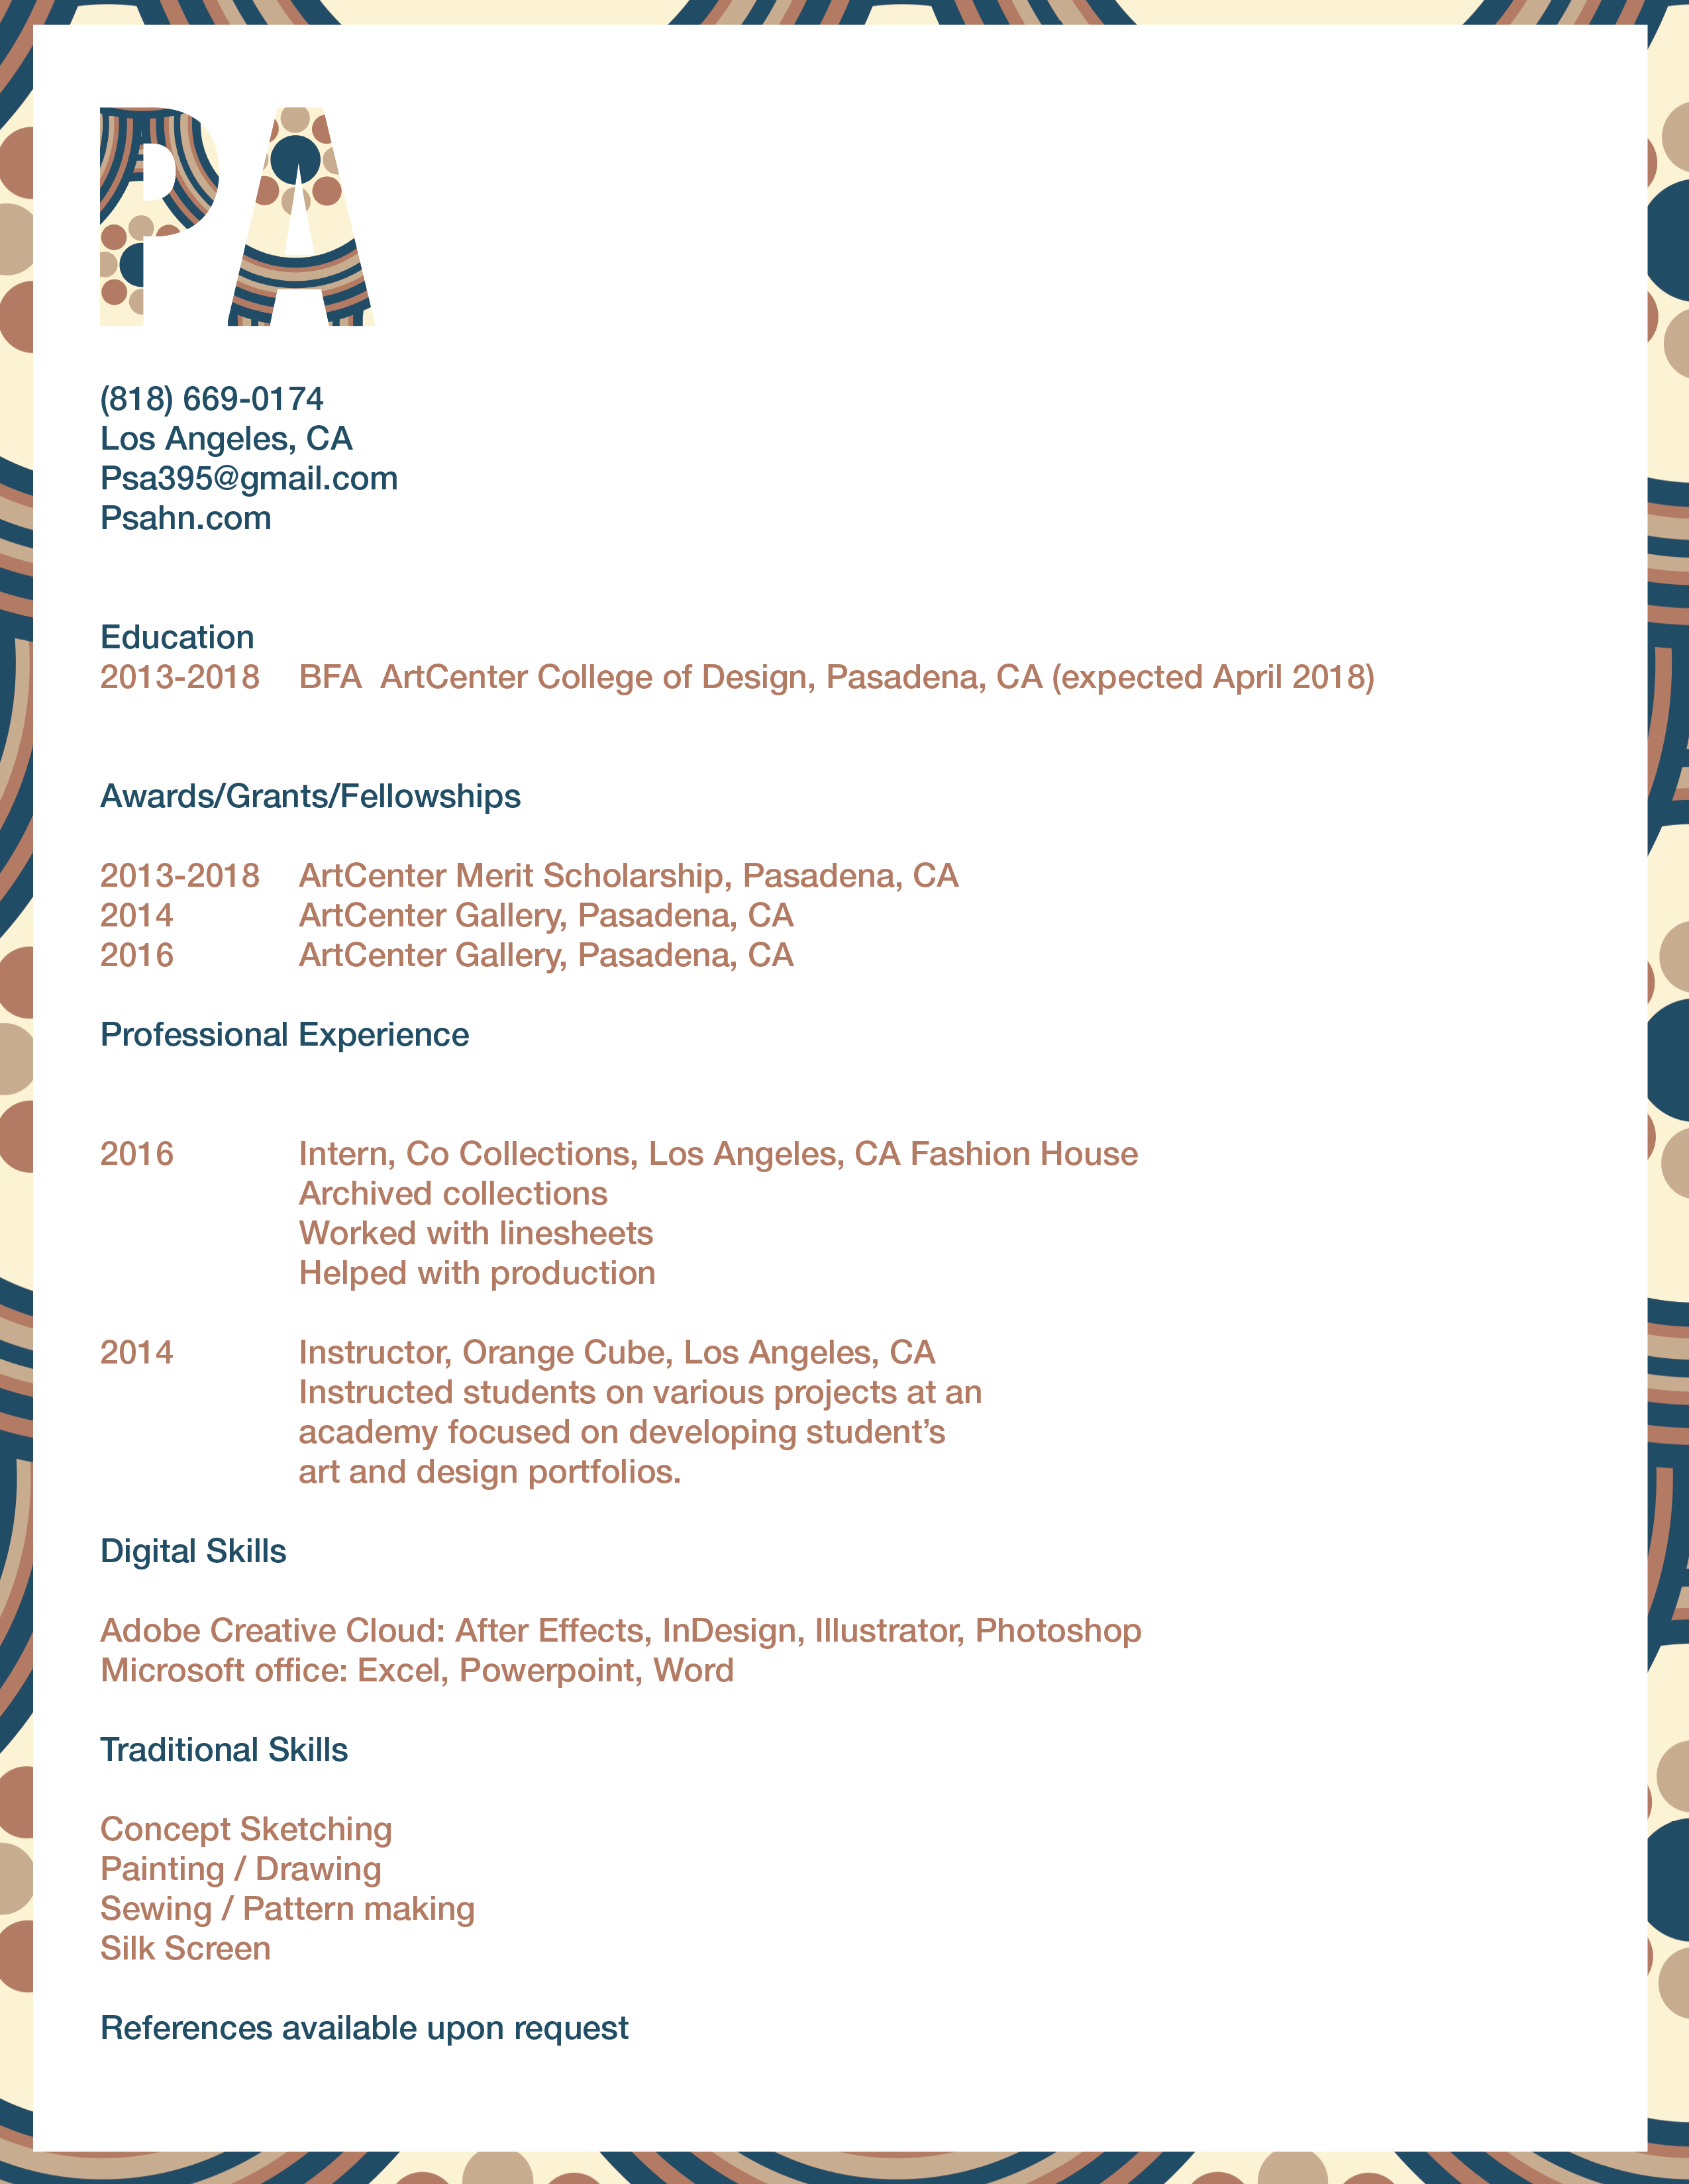 PA
(818) 669-0174
Los Angeles, CA
Psa395@gmail.com
Psahn.com
Education
2013-2018 BFA ArtCenter College of Design, Pasadena, CA (expected April 2018)
Awards/Grants/Fellowships
2013-2018 ArtCenter Merit Scholarship, Pasadena, CA
2014 ArtCenter Gallery, Pasadena, CA
2016 ArtCenter Gallery, Pasadena, CA
Professional Experience
2016 Intern, Co Collections, Los Angeles, CA Fashion House
Archived collections
Worked with linesheets
Helped with production
2014 Instructor, Orange Cube, Los Angeles, CA
Instructed students on various projects at an
academy focused on developing student’s
art and design portfolios.
Digital Skills
Adobe Creative Cloud: After Effects, InDesign, Illustrator, Photoshop
Microsoft office: Excel, Powerpoint, Word
Traditional Skills
Concept Sketching
Painting / Drawing
Sewing / Pattern making
Silk Screen
References available upon request